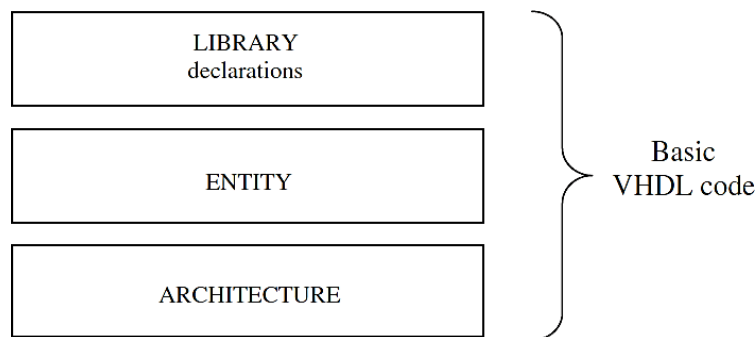 LIBRARY
declarations
ENTITY
ARCHITECTURE
Basic
VHDL code